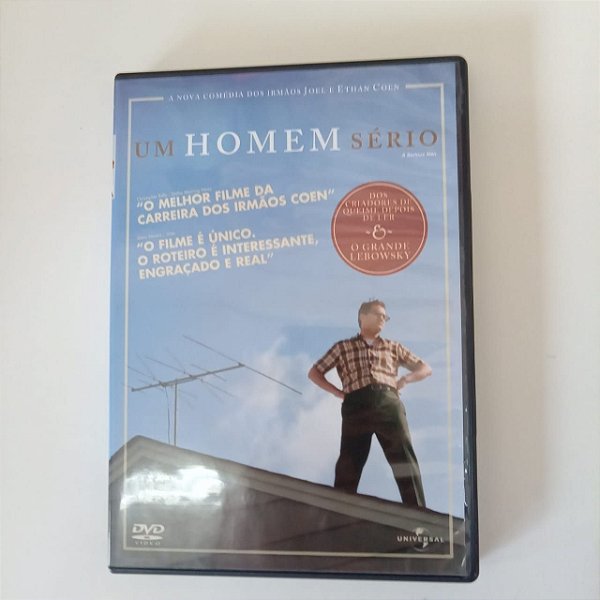 A NOVA COMÉDIA DOS IRMÃOS JOEL E ETHAN COEN
UM HOMEM SÉRIO
A Serious Man
"O MELHOR FILME DA
CARREIRA DOS IRMÃOS COEN"
"O FILME É ÚNICO.
O ROTEIRO É INTERESSANTE,
ENGRAÇADO E REAL"
DOS
CRIADORES DE
QUEIME DEPOIS
DE LER
&
O GRANDE
LEBOWSKY
DVD
VIDEO
UNIVERSAL